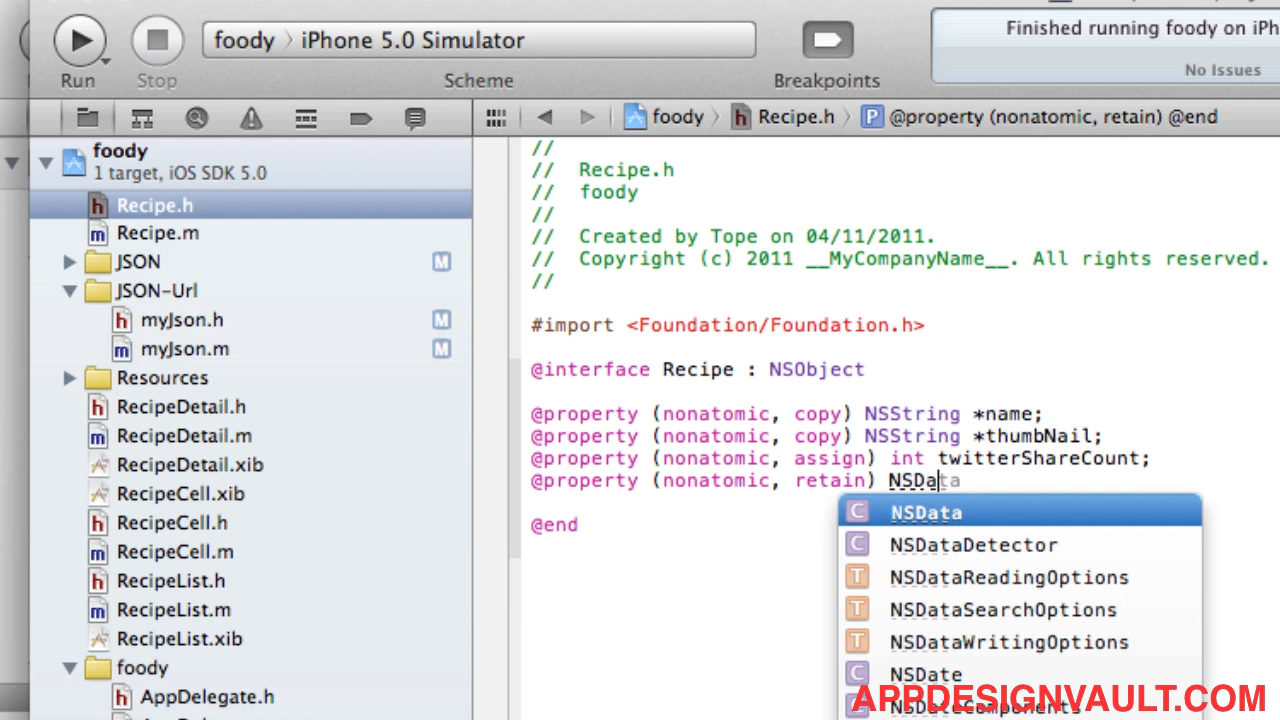 foody 〉 iPhone 5.0 Simulator
Finished running foody on iPh
No Issues
Run
Stop
Scheme
Breakpoints
foody 〉 Recipe.h 〉 P @property (nonatomic, retain) @end
foody
1 target, iOS SDK 5.0
h Recipe.h
m Recipe.m
JSON M
JSON-Url
h myJson.h M
m myJson.m M
Resources
h RecipeDetail.h
m RecipeDetail.m
RecipeDetail.xib
RecipeCell.xib
h RecipeCell.h
m RecipeCell.m
h RecipeList.h
m RecipeList.m
RecipeList.xib
foody
h AppDelegate.h
//
//  Recipe.h
//  foody
//
//  Created by Tope on 04/11/2011.
//  Copyright (c) 2011 __MyCompanyName__. All rights reserved.
//
#import <Foundation/Foundation.h>
@interface Recipe : NSObject
@property (nonatomic, copy) NSString *name;
@property (nonatomic, copy) NSString *thumbNail;
@property (nonatomic, assign) int twitterShareCount;
@property (nonatomic, retain) NSData
@end
C NSData
C NSDataDetector
T NSDataReadingOptions
T NSDataSearchOptions
T NSDataWritingOptions
C NSDate
NSDateComponents
APPDESIGNVAULT.COM